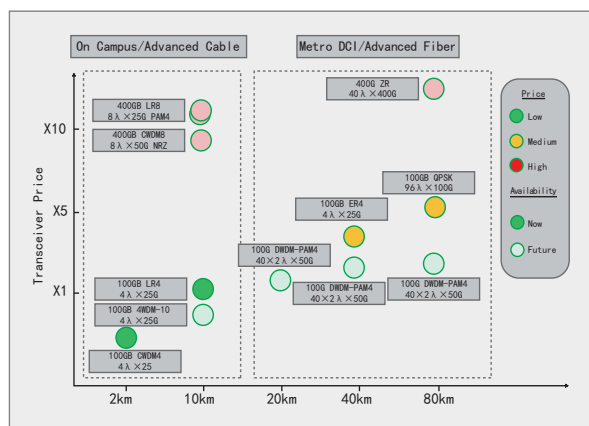 On Campus/Advanced Cable
Metro DCI/Advanced Fiber
Transceiver Price
X10
X5
X1
400GB LR8
8λ×25G PAM4
400GB CWDM8
8λ×50G NRZ
100GB LR4
4λ×25G
100GB 4WDM-10
4λ×25G
100GB CWDM4
4λ×25
400G ZR
40λ×400G
100GB QPSK
96λ×100G
100GB ER4
4λ×25G
100G DWDM-PAM4
40×2λ×50G
100G DWDM-PAM4
40×2λ×50G
100G DWDM-PAM4
40×2λ×50G
2km
10km
20km
40km
80km
Price
Low
Medium
High
Availability
Now
Future